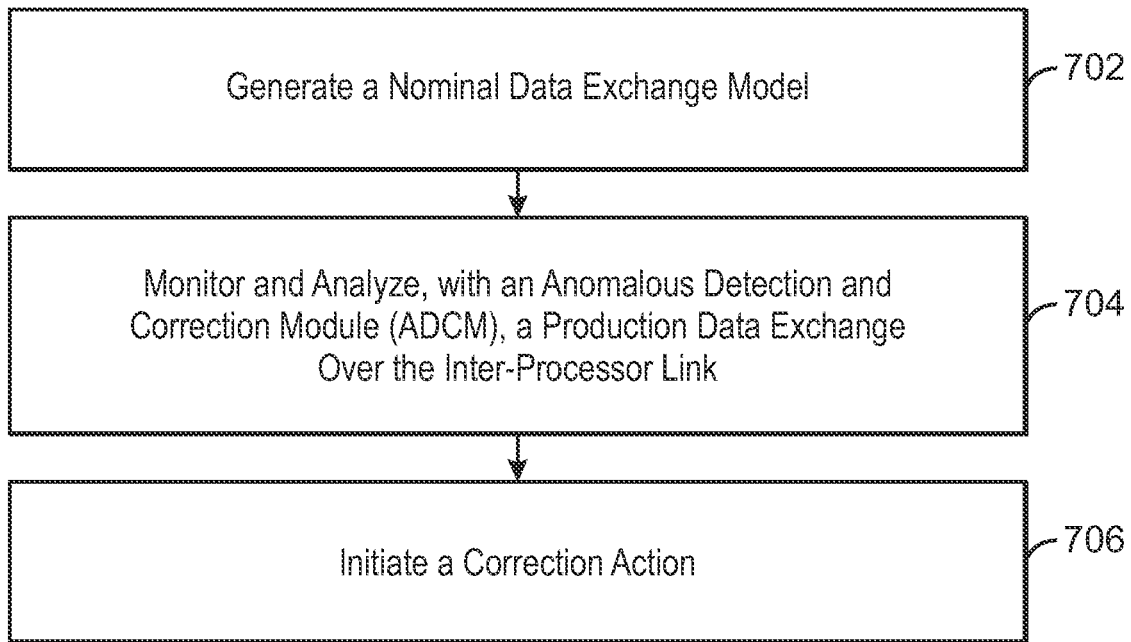 Generate a Nominal Data Exchange Model
702
Monitor and Analyze, with an Anomalous Detection and
Correction Module (ADCM), a Production Data Exchange
Over the Inter-Processor Link
704
Initiate a Correction Action
706